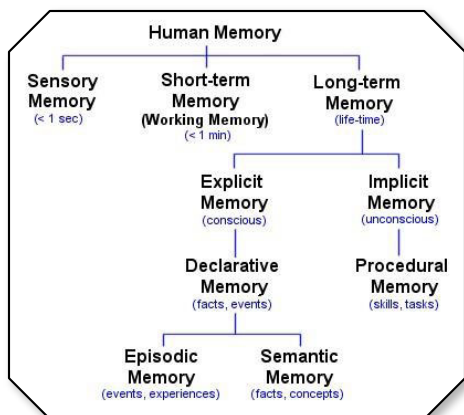 Human Memory
Sensory
Memory
(< 1 sec)
Short-term
Memory
(Working Memory)
(< 1 min)
Long-term
Memory
(life-time)
Explicit
Memory
(conscious)
Implicit
Memory
(unconscious)
Declarative
Memory
(facts, events)
Procedural
Memory
(skills, tasks)
Episodic
Memory
(events, experiences)
Semantic
Memory
(facts, concepts)